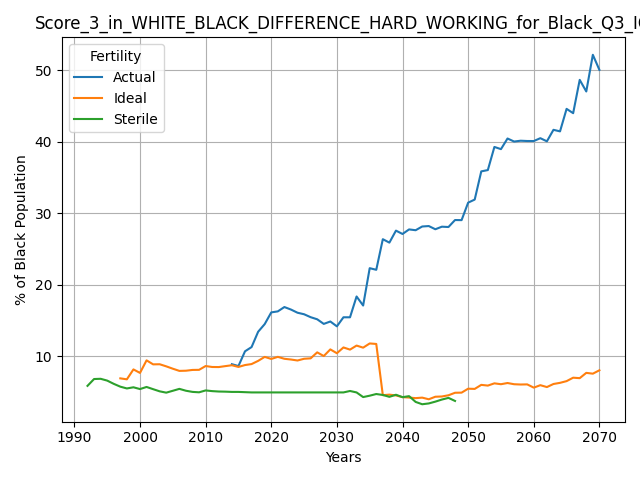 Score_3_in_WHITE_BLACK_DIFFERENCE_HARD_WORKING_for_Black_Q3_I
Fertility
Actual
Ideal
Sterile
% of Black Population
50
40
30
20
10
1990 2000 2010 2020 2030 2040 2050 2060 2070
Years